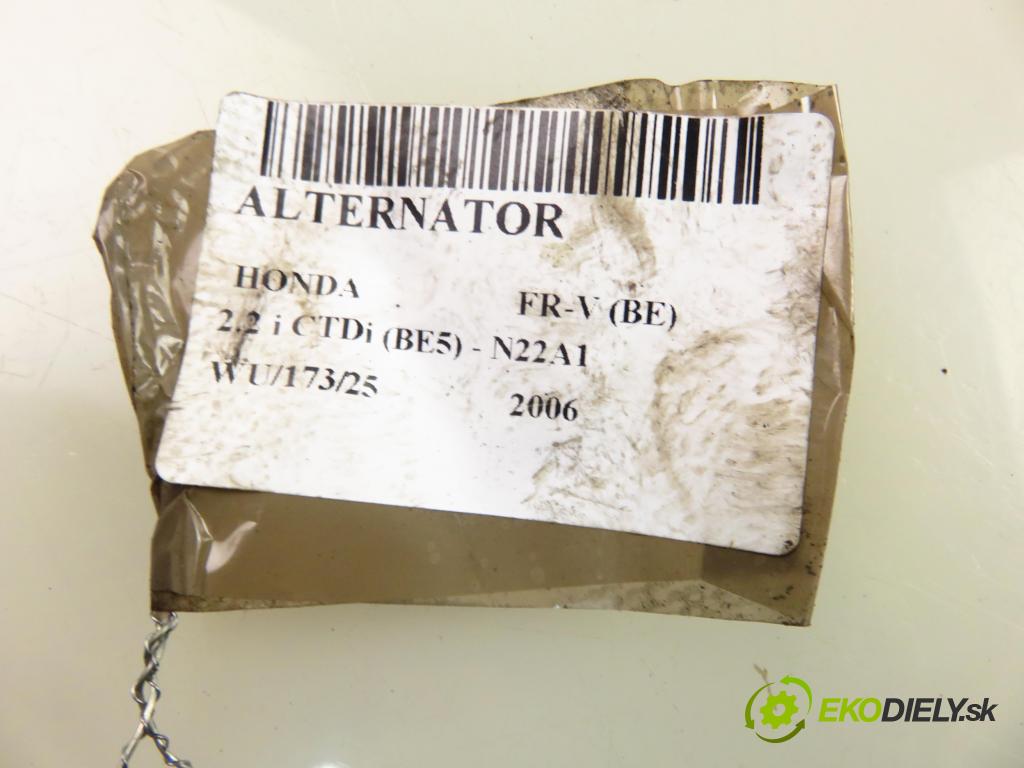 ALTERNATOR
HONDA FR-V (BE)
2.2 i CTDi (BE5) - N22A1
WU/173/25 2006
EKODIELY.sk